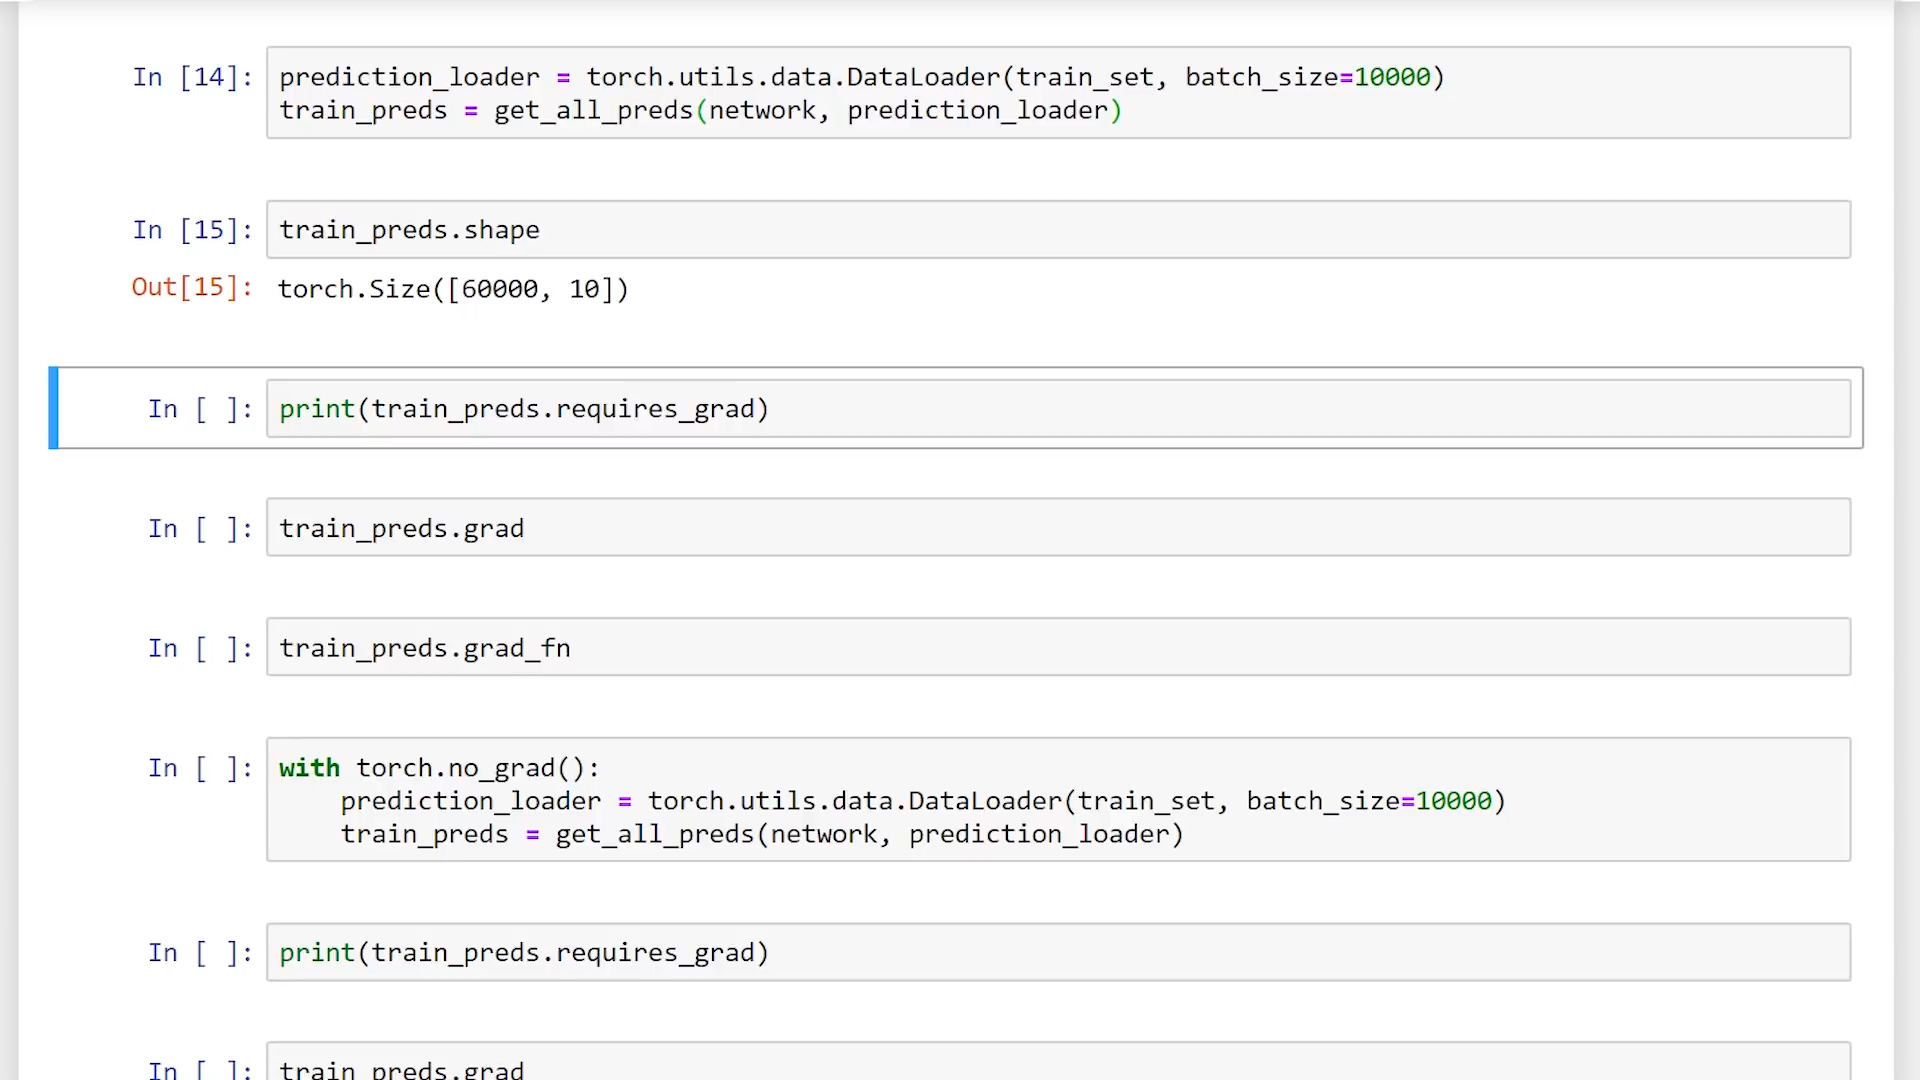 In [14]: prediction_loader = torch.utils.data.DataLoader(train_set, batch_size=10000)
train_preds = get_all_preds(network, prediction_loader)
In [15]: train_preds.shape
Out[15]: torch.Size([60000, 10])
In [ ]: print(train_preds.requires_grad)
In [ ]: train_preds.grad
In [ ]: train_preds.grad_fn
In [ ]: with torch.no_grad():
    prediction_loader = torch.utils.data.DataLoader(train_set, batch_size=10000)
    train_preds = get_all_preds(network, prediction_loader)
In [ ]: print(train_preds.requires_grad)
In [ ]: train_preds.grad